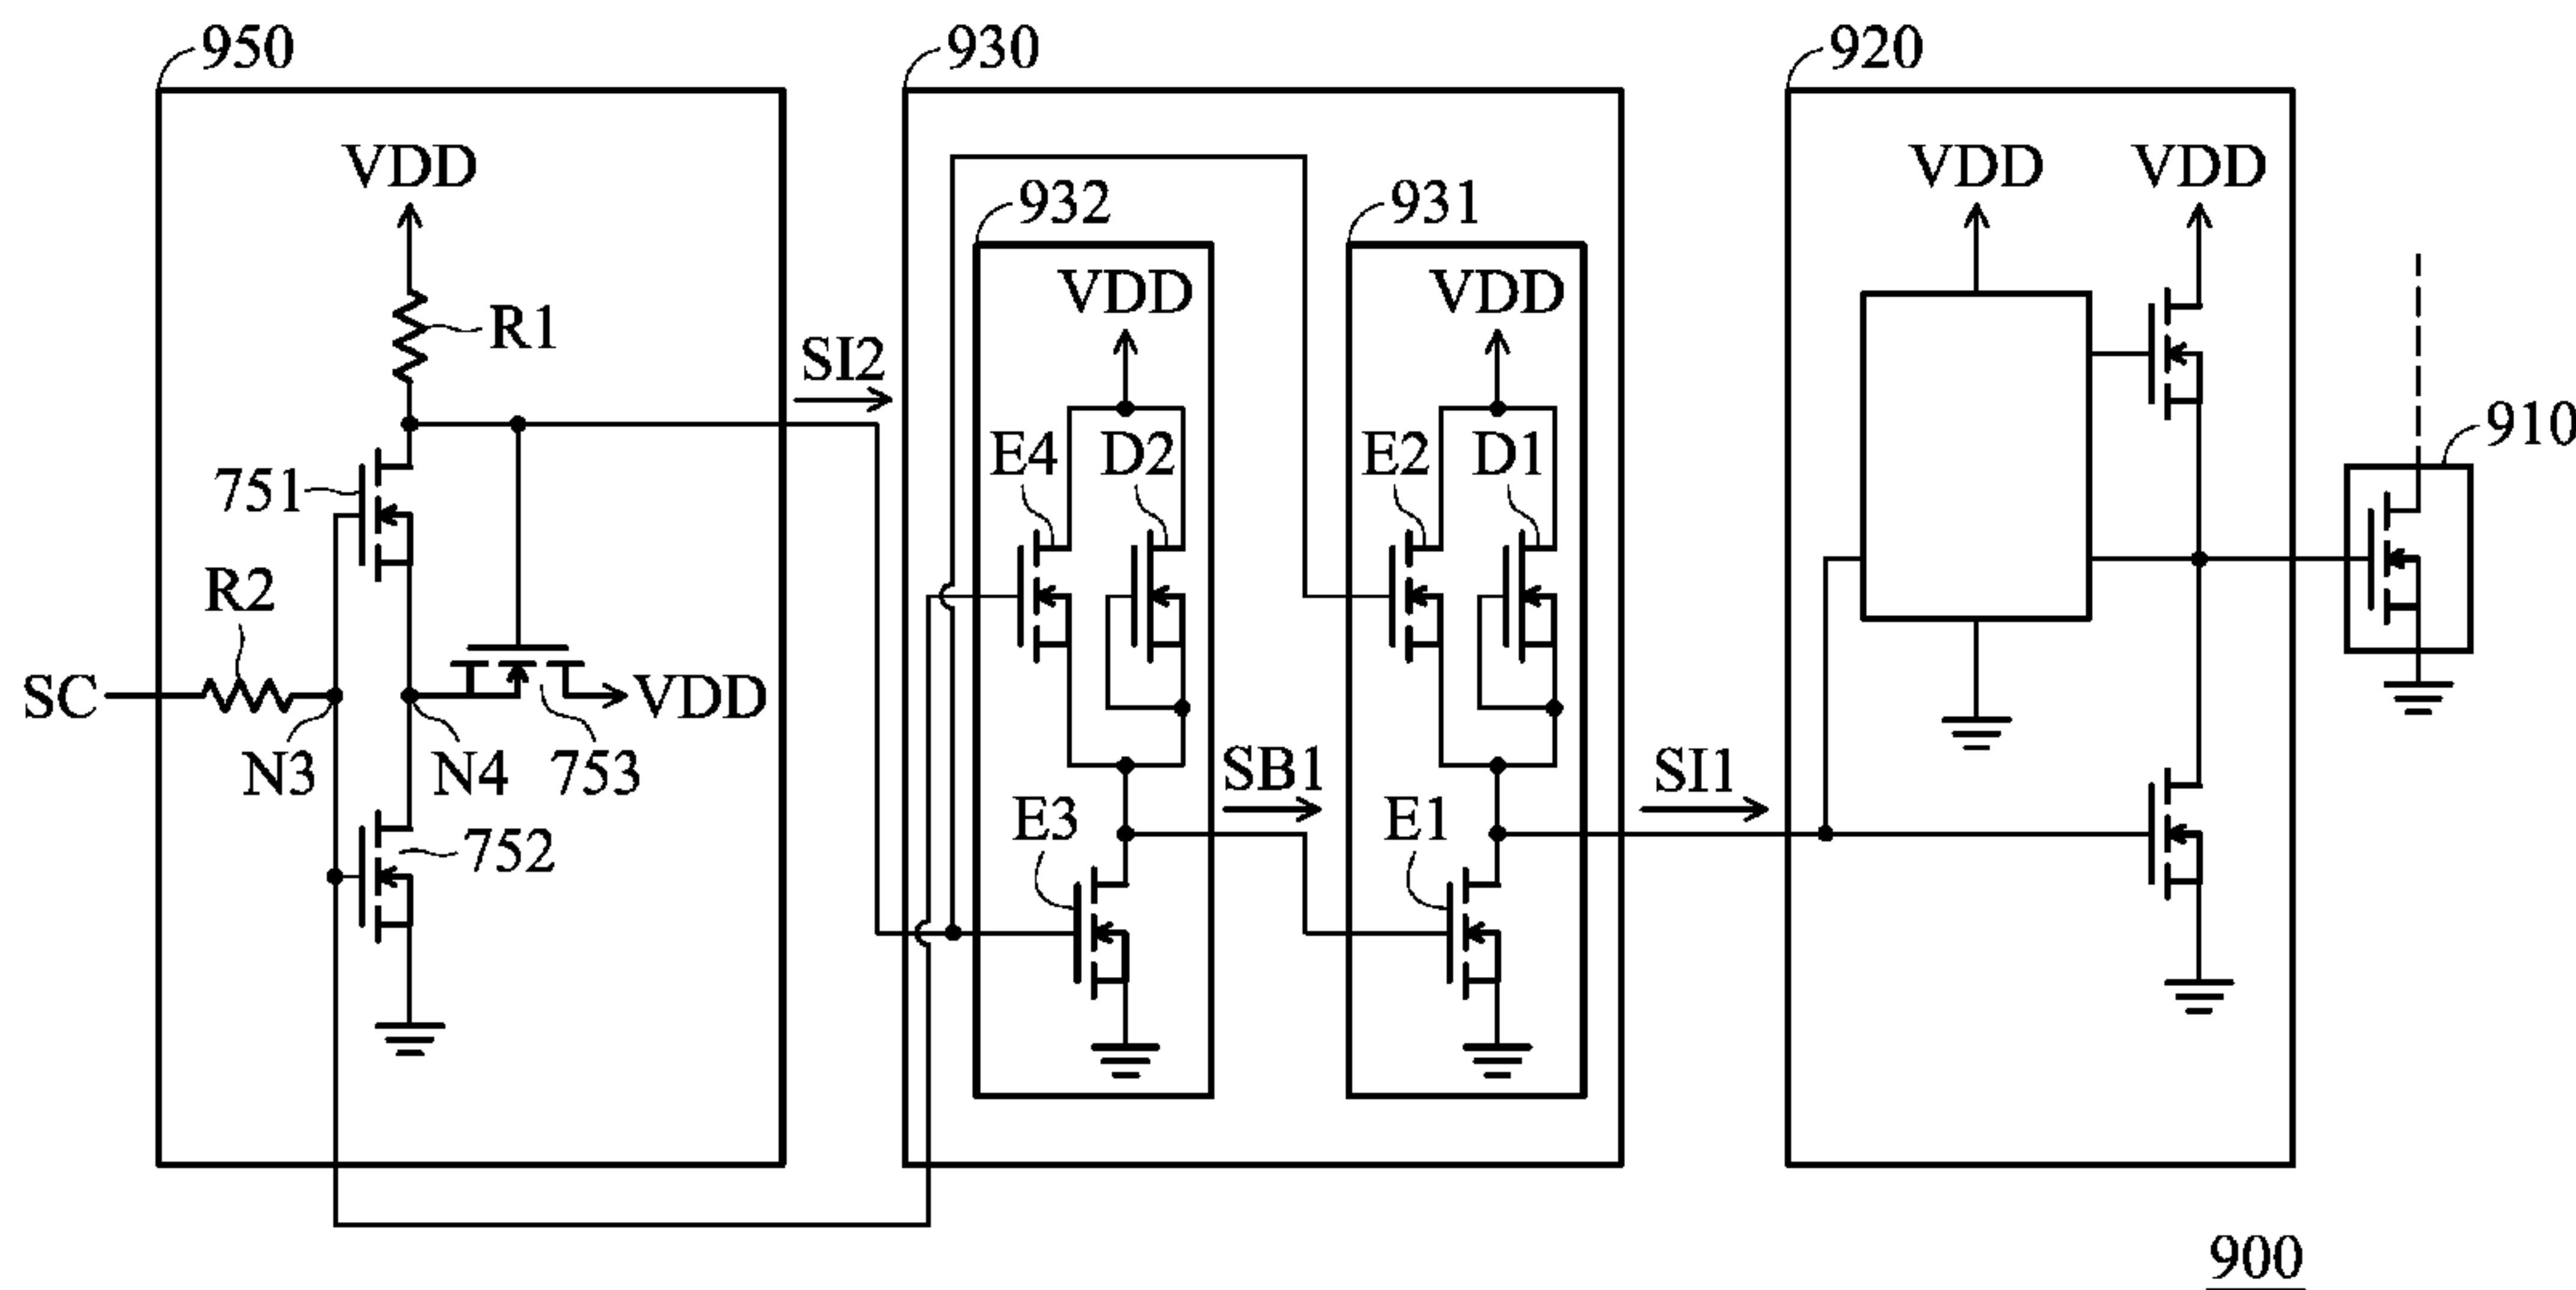 950
930
920
VDD
VDD
VDD
932
931
VDD
VDD
R1
SI2
E4
D2
E2
D1
910
751
R2
SC
VDD
N3
N4
753
SB1
SI1
E3
E1
752
900